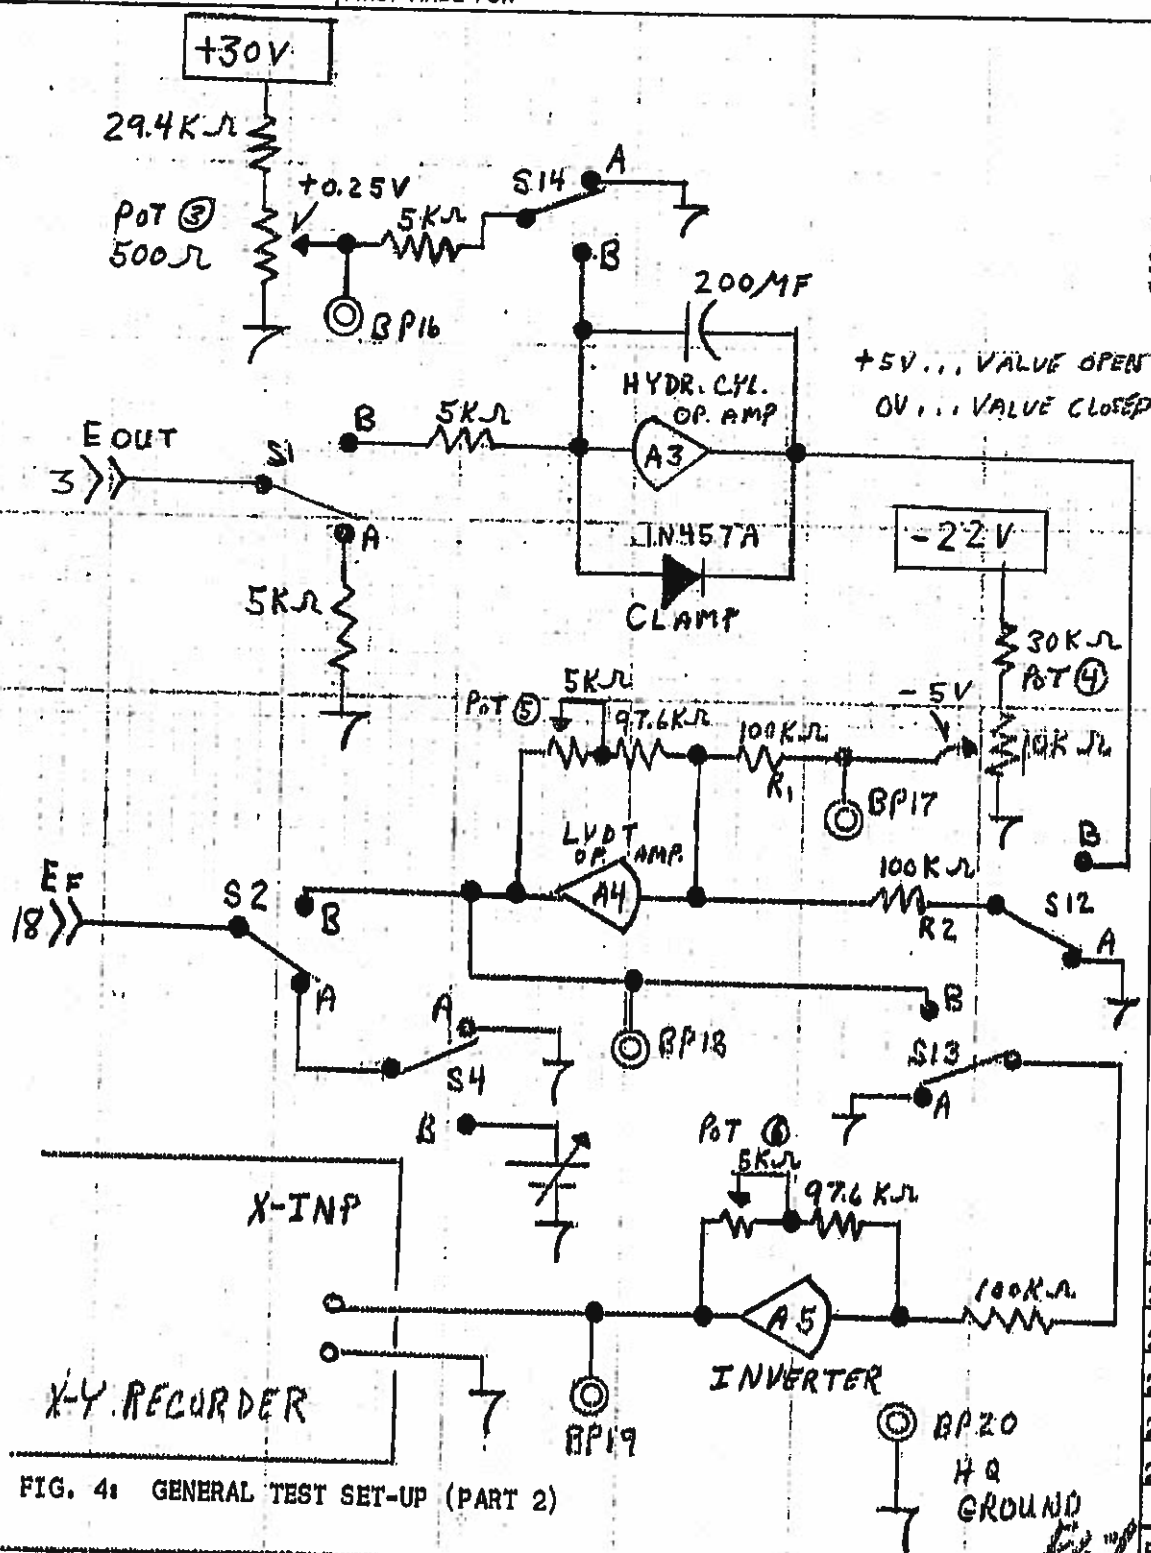 +30V
29.4K Ω
POT ③
500 Ω
+0.25V
5KΩ
S14
A
B
BP16
200MF
HYDR. CYL.
OP. AMP
A3
+5V... VALUE OPEN
0V... VALUE CLOSED
E OUT
3
S1
B
5KΩ
A
5KΩ
1N457A
CLAMP
-22V
30KΩ
POT ④
10KΩ
-5V
POT ⑤
5KΩ
97.6KΩ
100KΩ
R1
BP17
LVDT
OP. AMP.
A4
100KΩ
R2
B
S12
A
EF
18
S2
B
A
A
S4
B
BP18
B
S13
A
POT ⑥
5KΩ
97.6 KΩ
100KΩ
A5
INVERTER
X-INP
X-Y RECORDER
BP19
BP20
HQ
GROUND
FIG. 4: GENERAL TEST SET-UP (PART 2)